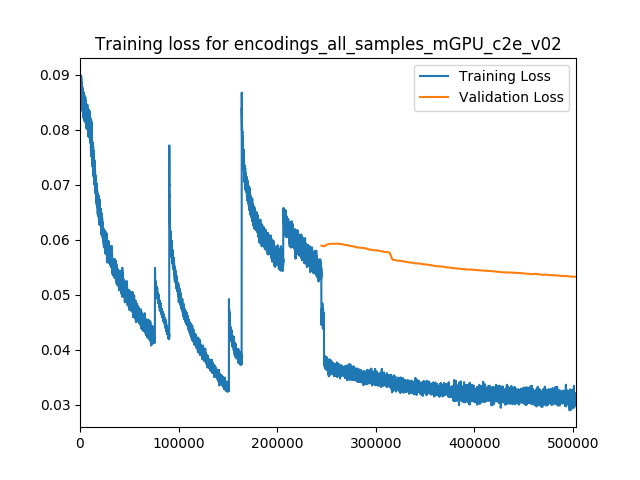 Training loss for encodings_all_samples_mGPU_c2e_v02
Training Loss
Validation Loss
0.09
0.08
0.07
0.06
0.05
0.04
0.03
0 100000 200000 300000 400000 500000